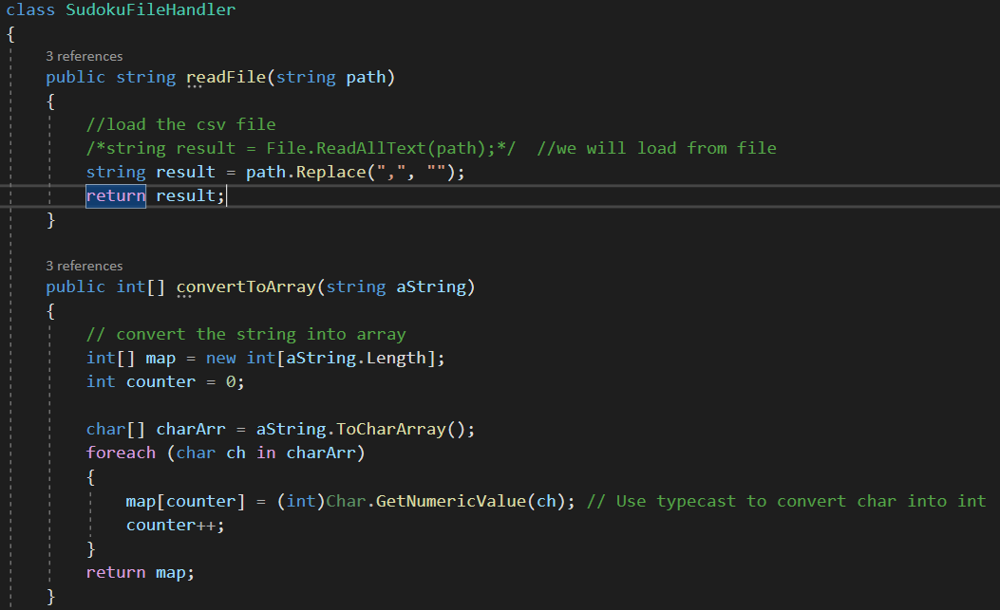 class SudokuFileHandler
{
3 references
public string readFile(string path)
{
//load the csv file
/*string result = File.ReadAllText(path);*/  //we will load from file
string result = path.Replace(",", "");
return result;
}
3 references
public int[] convertToArray(string aString)
{
// convert the string into array
int[] map = new int[aString.Length];
int counter = 0;
char[] charArr = aString.ToCharArray();
foreach (char ch in charArr)
{
map[counter] = (int)Char.GetNumericValue(ch); // Use typecast to convert char into int
counter++;
}
return map;
}